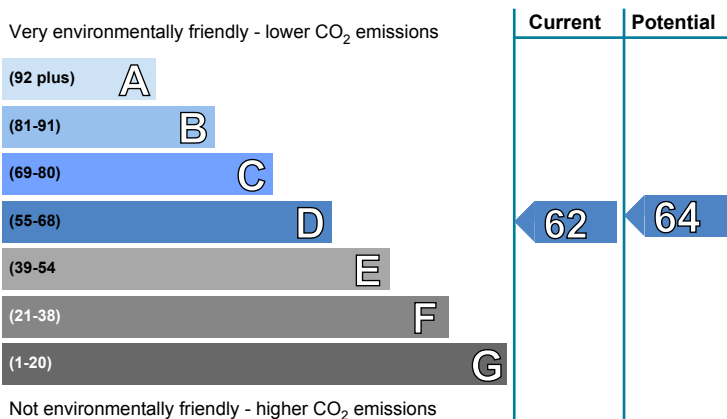 Current Potential
Very environmentally friendly - lower CO2 emissions
(92 plus) A
(81-91) B
(69-80) C
(55-68) D 62 64
(39-54 E
(21-38) F
(1-20) G
Not environmentally friendly - higher CO2 emissions